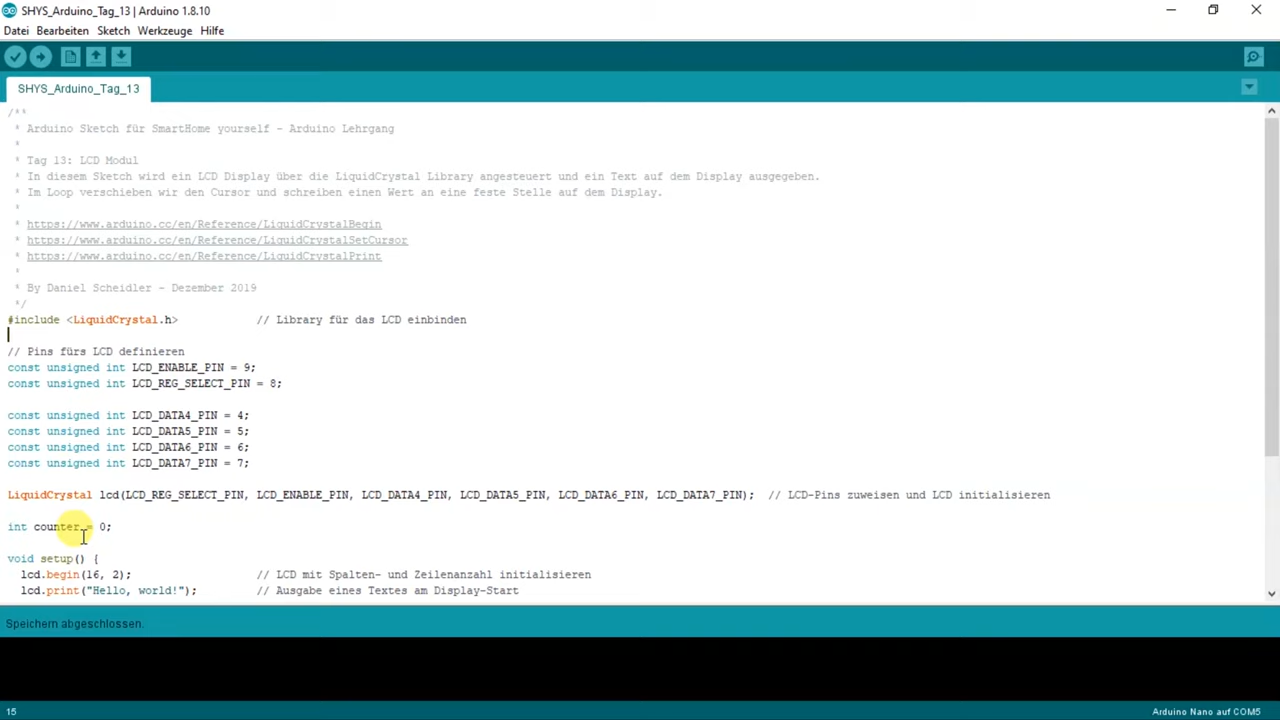 SHYS_Arduino_Tag_13 | Arduino 1.8.10
Datei Bearbeiten Sketch Werkzeuge Hilfe
SHYS_Arduino_Tag_13
/**
* Arduino Sketch für SmartHome yourself - Arduino Lehrgang
*
* Tag 13: LCD Modul
* In diesem Sketch wird ein LCD Display über die LiquidCrystal Library angesteuert und ein Text auf dem Display ausgegeben.
* Im Loop verschieben wir den Cursor und schreiben einen Wert an eine feste Stelle auf dem Display.
*
* https://www.arduino.cc/en/Reference/LiquidCrystalBegin
* https://www.arduino.cc/en/Reference/LiquidCrystalSetCursor
* https://www.arduino.cc/en/Reference/LiquidCrystalPrint
*
* By Daniel Scheidler - Dezember 2019
*/
#include <LiquidCrystal.h> // Library für das LCD einbinden
// Pins fürs LCD definieren
const unsigned int LCD_ENABLE_PIN = 9;
const unsigned int LCD_REG_SELECT_PIN = 8;
const unsigned int LCD_DATA4_PIN = 4;
const unsigned int LCD_DATA5_PIN = 5;
const unsigned int LCD_DATA6_PIN = 6;
const unsigned int LCD_DATA7_PIN = 7;
LiquidCrystal lcd(LCD_REG_SELECT_PIN, LCD_ENABLE_PIN, LCD_DATA4_PIN, LCD_DATA5_PIN, LCD_DATA6_PIN, LCD_DATA7_PIN); // LCD-Pins zuweisen und LCD initialisieren
int counter = 0;
void setup() {
lcd.begin(16, 2); // LCD mit Spalten- und Zeilenanzahl initialisieren
lcd.print("Hello, world!"); // Ausgabe eines Textes am Display-Start
Speichern abgeschlossen.
15 Arduino Nano auf COM5